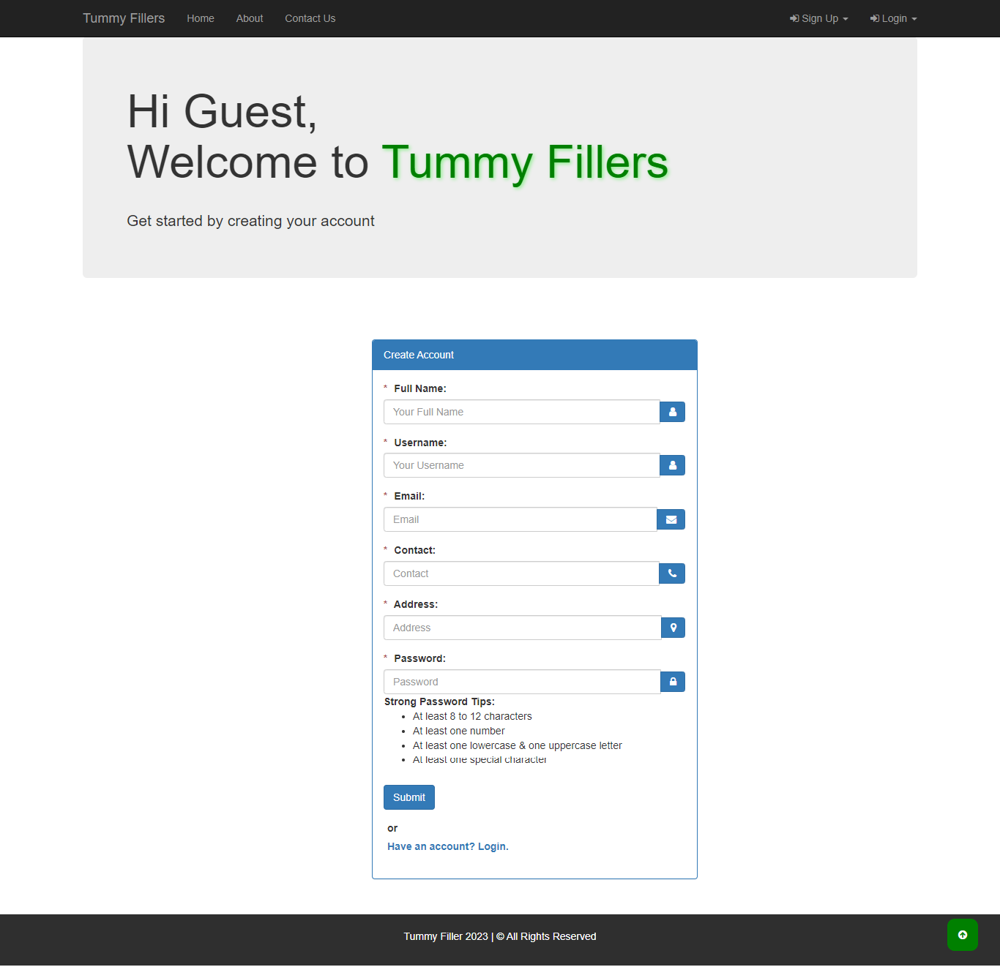 Tummy Fillers Home About Contact Us Sign Up Login
Hi Guest,
Welcome to Tummy Fillers
Get started by creating your account
Create Account
* Full Name:
Your Full Name
* Username:
Your Username
* Email:
Email
* Contact:
Contact
* Address:
Address
* Password:
Password
Strong Password Tips:
• At least 8 to 12 characters
• At least one number
• At least one lowercase & one uppercase letter
• At least one special character
Submit
or
Have an account? Login.
Tummy Filler 2023 | © All Rights Reserved